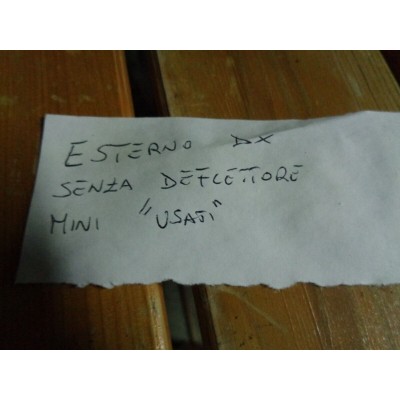 ESTERNO DX
SENZA DEFLETTORE
MINI "USATI"